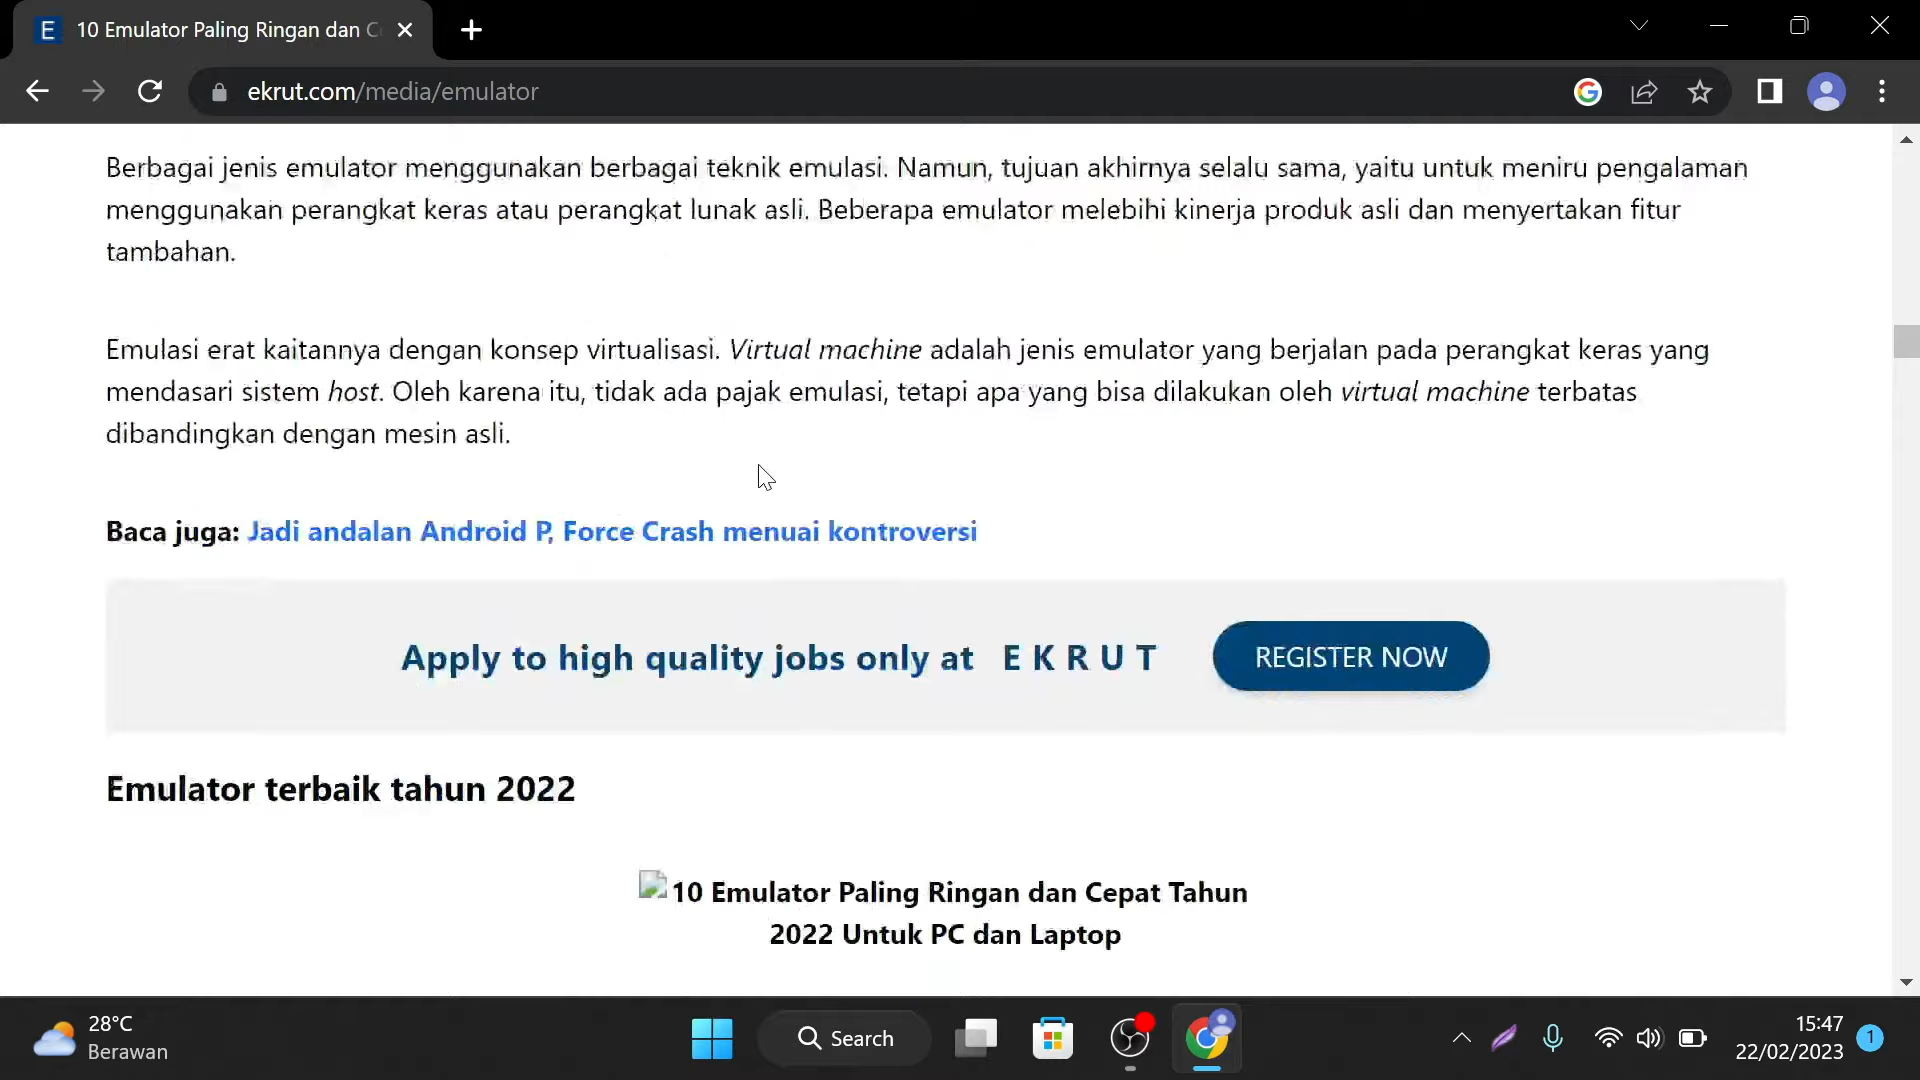 E 10 Emulator Paling Ringan dan C
ekrut.com/media/emulator
Berbagai jenis emulator menggunakan berbagai teknik emulasi. Namun, tujuan akhirnya selalu sama, yaitu untuk meniru pengalaman
menggunakan perangkat keras atau perangkat lunak asli. Beberapa emulator melebihi kinerja produk asli dan menyertakan fitur
tambahan.
Emulasi erat kaitannya dengan konsep virtualisasi. Virtual machine adalah jenis emulator yang berjalan pada perangkat keras yang
mendasari sistem host. Oleh karena itu, tidak ada pajak emulasi, tetapi apa yang bisa dilakukan oleh virtual machine terbatas
dibandingkan dengan mesin asli.
Baca juga: Jadi andalan Android P, Force Crash menuai kontroversi
Apply to high quality jobs only at EKRUT REGISTER NOW
Emulator terbaik tahun 2022
10 Emulator Paling Ringan dan Cepat Tahun
2022 Untuk PC dan Laptop
28°C
Berawan
Search
15:47
22/02/2023
1